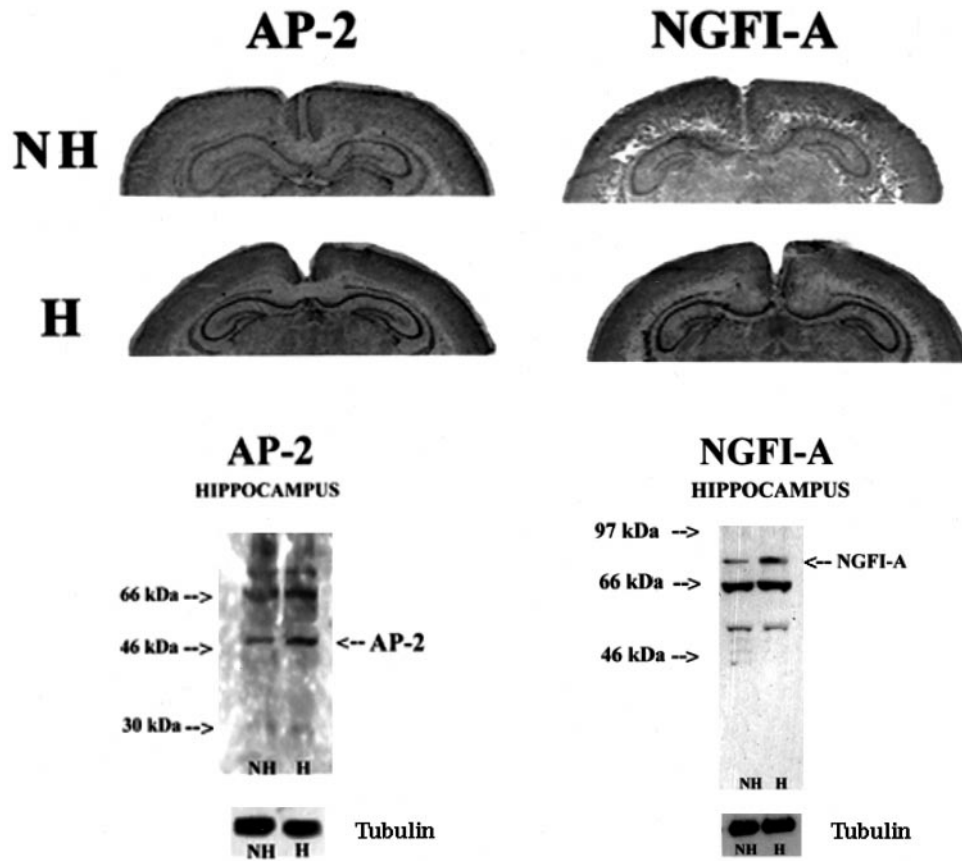 AP-2 NGFI-A
NH
H
AP-2
HIPPOCAMPUS
66 kDa -->
46 kDa -->
<-- AP-2
30 kDa -->
NH H
NH H
Tubulin
NGFI-A
HIPPOCAMPUS
97 kDa -->
<-- NGFI-A
66 kDa -->
46 kDa -->
NH H
NH H
Tubulin